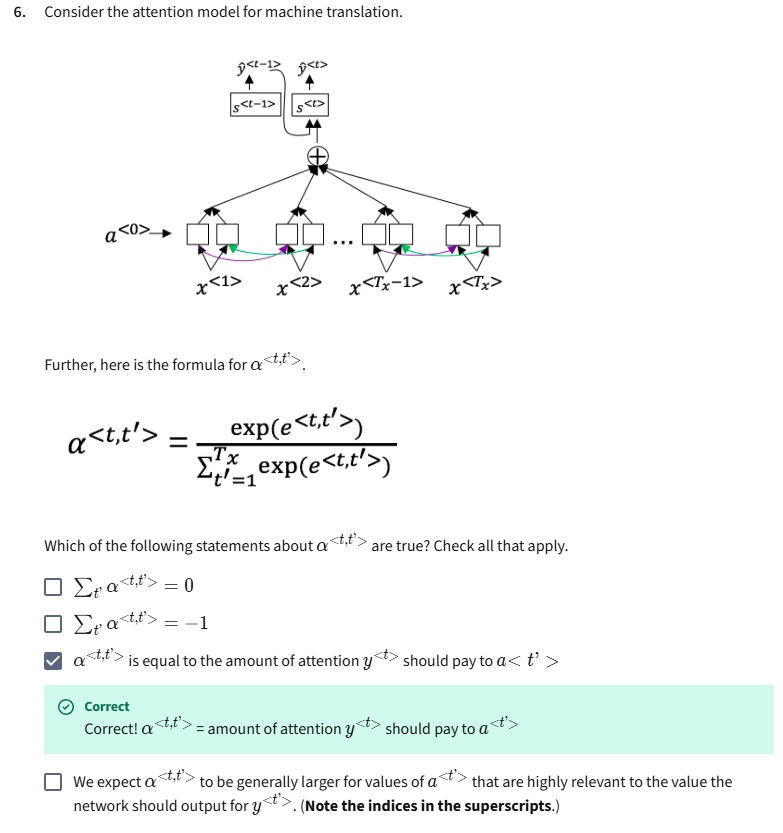 6. Consider the attention model for machine translation.
ŷ<t−1> ŷ<t>
s<t−1> s<t>
a<0>
...
x<1> x<2> x<Tx−1> x<Tx>
Further, here is the formula for α<t,t’>.
α<t,t′> = exp(e<t,t′>) / Σ_{t′=1}^{Tx} exp(e<t,t′>)
Which of the following statements about α<t,t’> are true? Check all that apply.
∑t’ α<t,t’> = 0
∑t’ α<t,t’> = −1
α<t,t’> is equal to the amount of attention y<t> should pay to a< t’ >
Correct
Correct! α<t,t’> = amount of attention y<t> should pay to a<t’>
We expect α<t,t’> to be generally larger for values of a<t’> that are highly relevant to the value the
network should output for y<t’>. (Note the indices in the superscripts.)